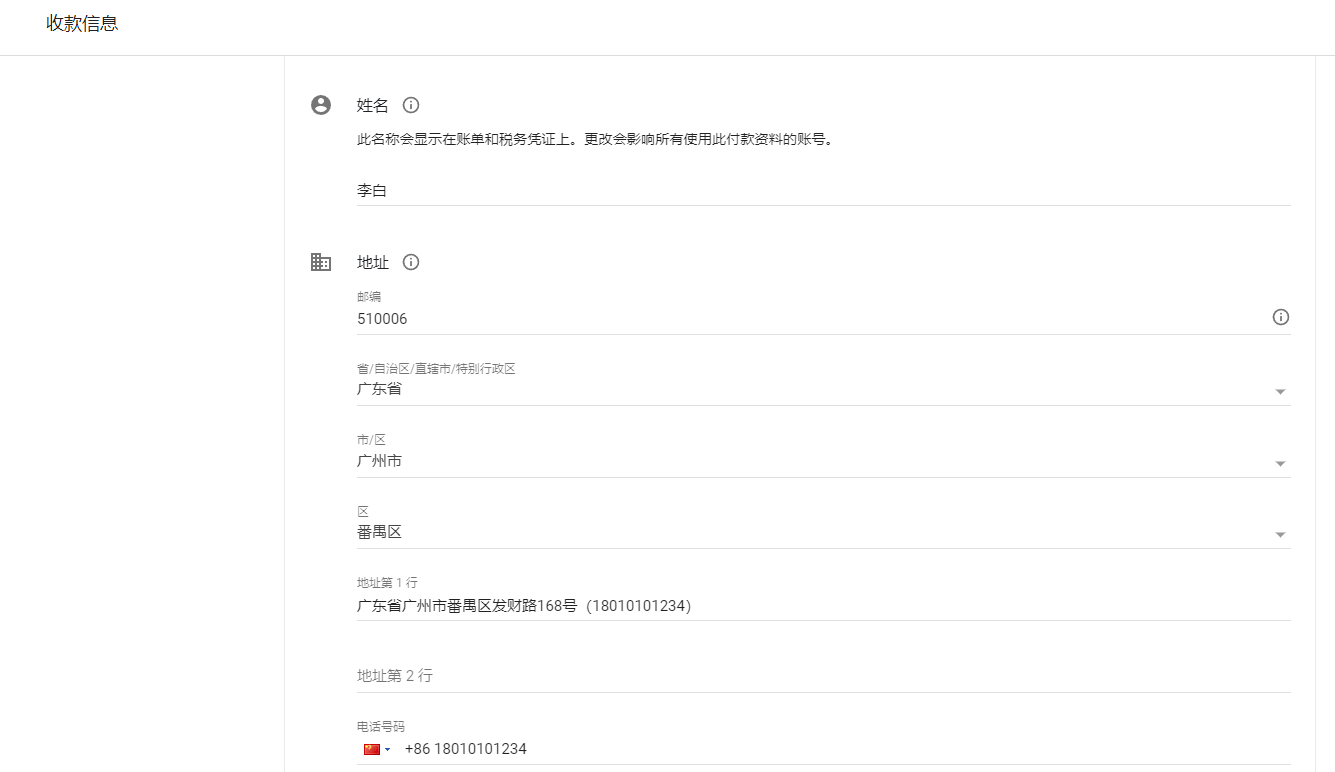 收款信息
姓名
此名称会显示在账单和税务凭证上。更改会影响所有使用此付款资料的账号。
李白
地址
邮编
510006
省/自治区/直辖市/特别行政区
广东省
市/区
广州市
区
番禺区
地址第 1 行
广东省广州市番禺区发财路168号（18010101234）
地址第 2 行
电话号码
+86 18010101234